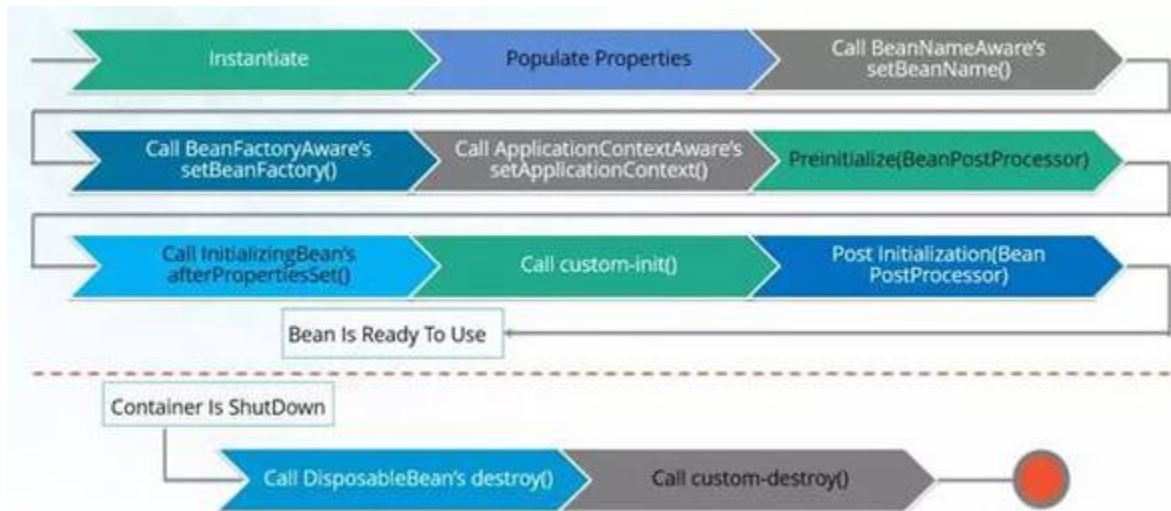 Instantiate
Populate Properties
Call BeanNameAware's
setBeanName()
Call BeanFactoryAware's
setBeanFactory()
Call ApplicationContextAware's
setApplicationContext()
Preinitialize(BeanPostProcessor)
Call InitializingBean's
afterPropertiesSet()
Call custom-init()
Post Initialization(Bean
PostProcessor)
Bean Is Ready To Use
Container Is ShutDown
Call DisposableBean's destroy()
Call custom-destroy()